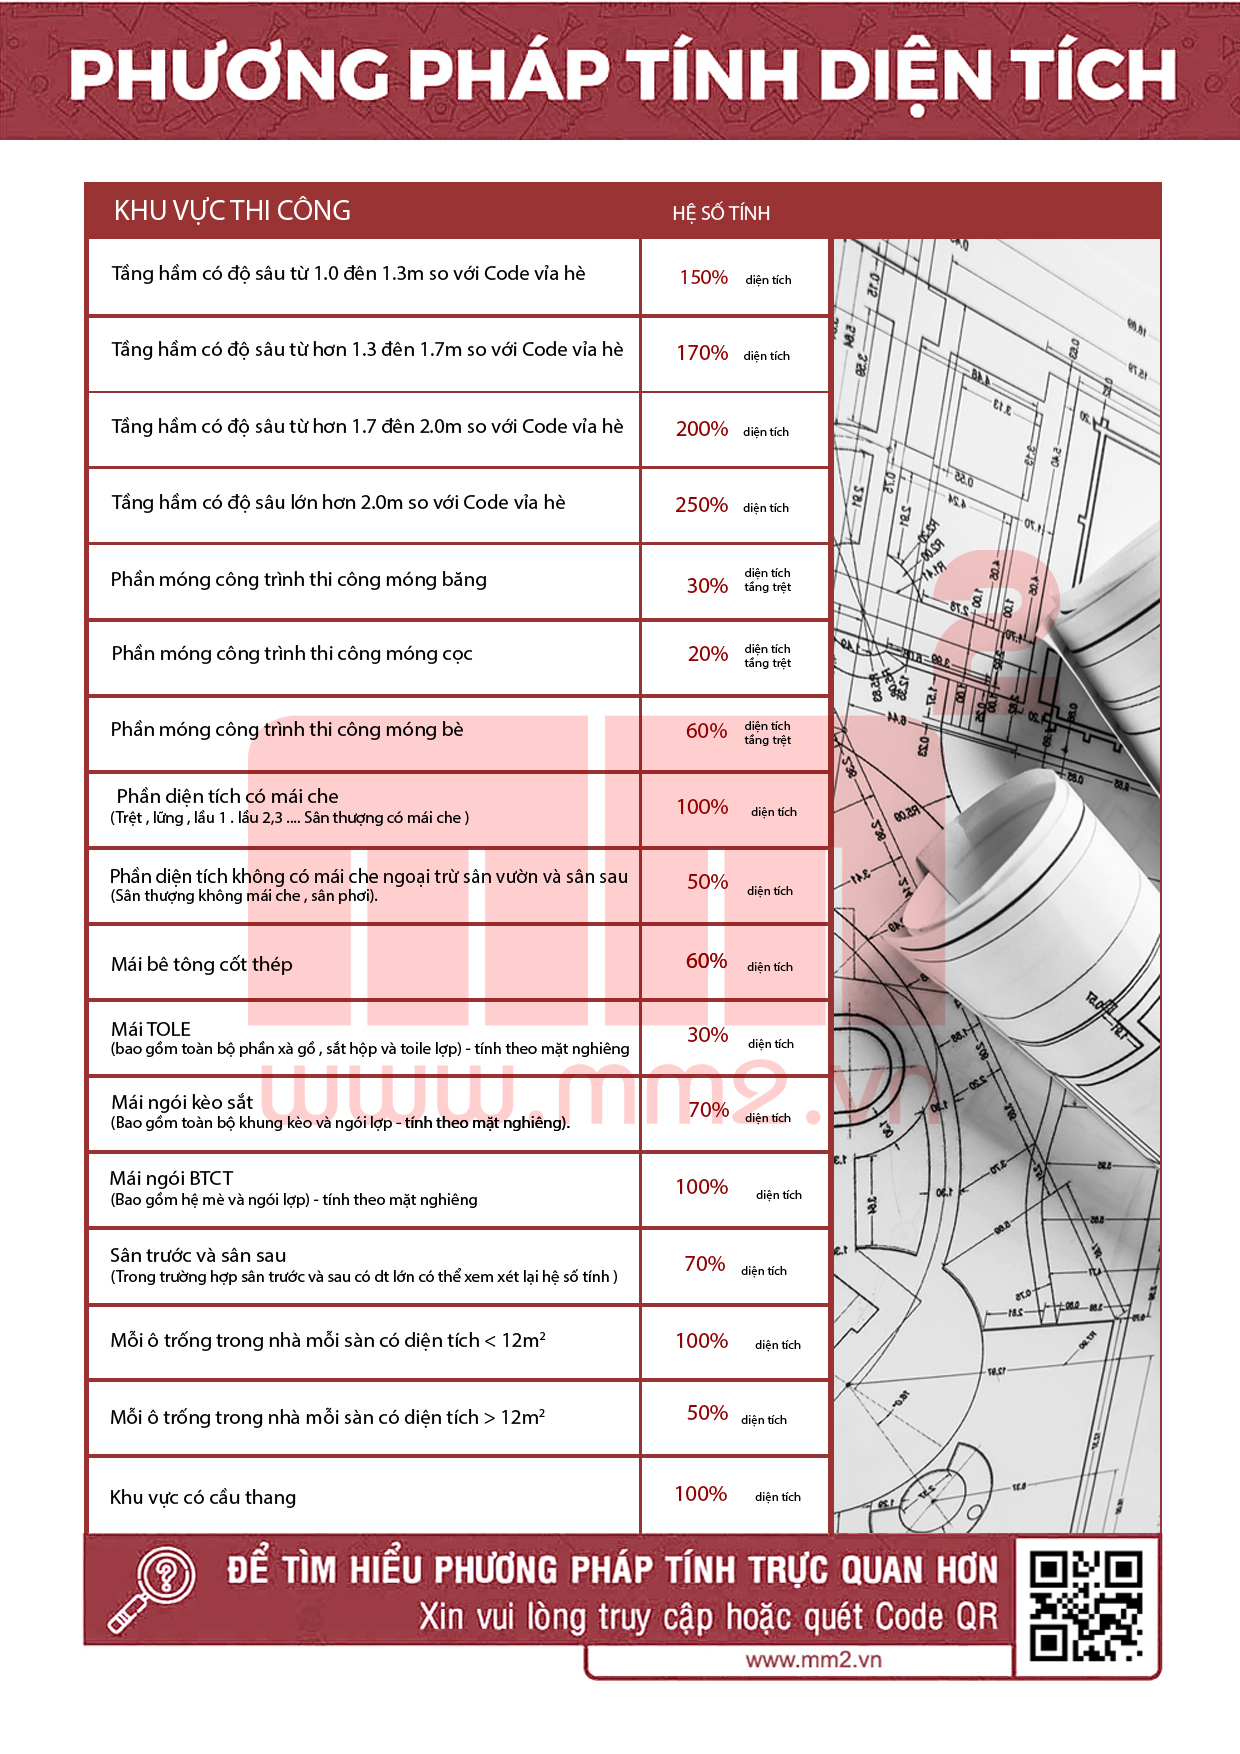 PHƯƠNG PHÁP TÍNH DIỆN TÍCH
KHU VỰC THI CÔNG
HỆ SỐ TÍNH
Tầng hầm có độ sâu từ 1.0 đên 1.3m so với Code vỉa hè
150% diện tích
Tầng hầm có độ sâu từ hơn 1.3 đên 1.7m so với Code vỉa hè
170% diện tích
Tầng hầm có độ sâu từ hơn 1.7 đên 2.0m so với Code vỉa hè
200% diện tích
Tầng hầm có độ sâu lớn hơn 2.0m so với Code vỉa hè
250% diện tích
Phần móng công trình thi công móng băng
30% diện tích
tầng trệt
Phần móng công trình thi công móng cọc
20% diện tích
tầng trệt
Phần móng công trình thi công móng bè
60% diện tích
tầng trệt
Phần diện tích có mái che
(Trệt , lửng , lầu 1 . lầu 2,3 .... Sân thượng có mái che )
100% diện tích
Phần diện tích không có mái che ngoại trừ sân vườn và sân sau
(Sân thượng không mái che , sân phơi).
50% diện tích
Mái bê tông cốt thép
60% diện tích
Mái TOLE
(bao gồm toàn bộ phần xà gồ , sắt hộp và toile lợp) - tính theo mặt nghiêng
30% diện tích
Mái ngói kèo sắt
(Bao gồm toàn bộ khung kèo và ngói lợp - tính theo mặt nghiêng).
70% diện tích
Mái ngói BTCT
(Bao gồm hệ mè và ngói lợp) - tính theo mặt nghiêng
100% diện tích
Sân trước và sân sau
(Trong trường hợp sân trước và sau có dt lớn có thể xem xét lại hệ số tính )
70% diện tích
Mỗi ô trống trong nhà mỗi sàn có diện tích < 12m²
100% diện tích
Mỗi ô trống trong nhà mỗi sàn có diện tích > 12m²
50% diện tích
Khu vực có cầu thang
100% diện tích
mm2
www.mm2.vn
ĐỂ TÌM HIỂU PHƯƠNG PHÁP TÍNH TRỰC QUAN HƠN
Xin vui lòng truy cập hoặc quét Code QR
www.mm2.vn